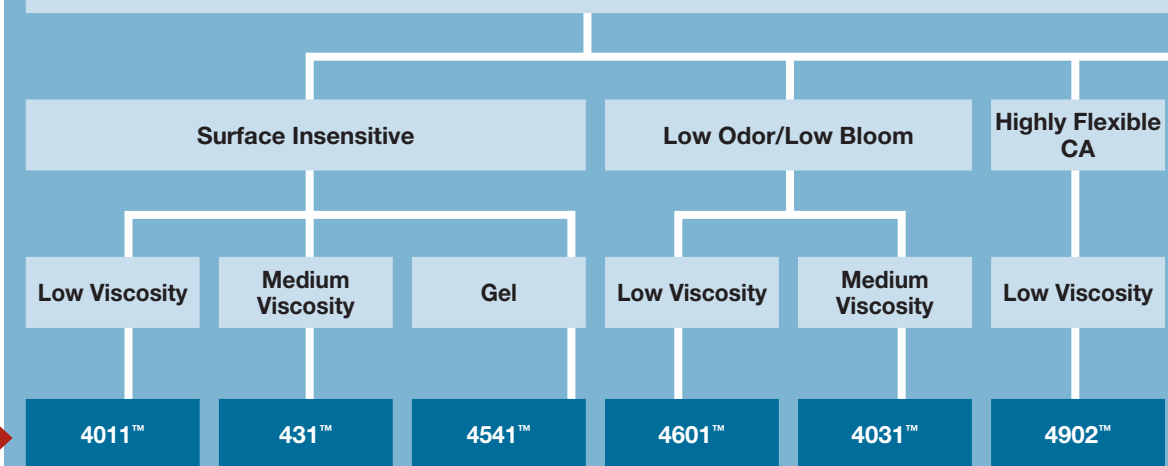 Surface Insensitive
Low Odor/Low Bloom
Highly Flexible
CA
Low Viscosity
Medium
Viscosity
Gel
Low Viscosity
Medium
Viscosity
Low Viscosity
4011™
431™
4541™
4601™
4031™
4902™